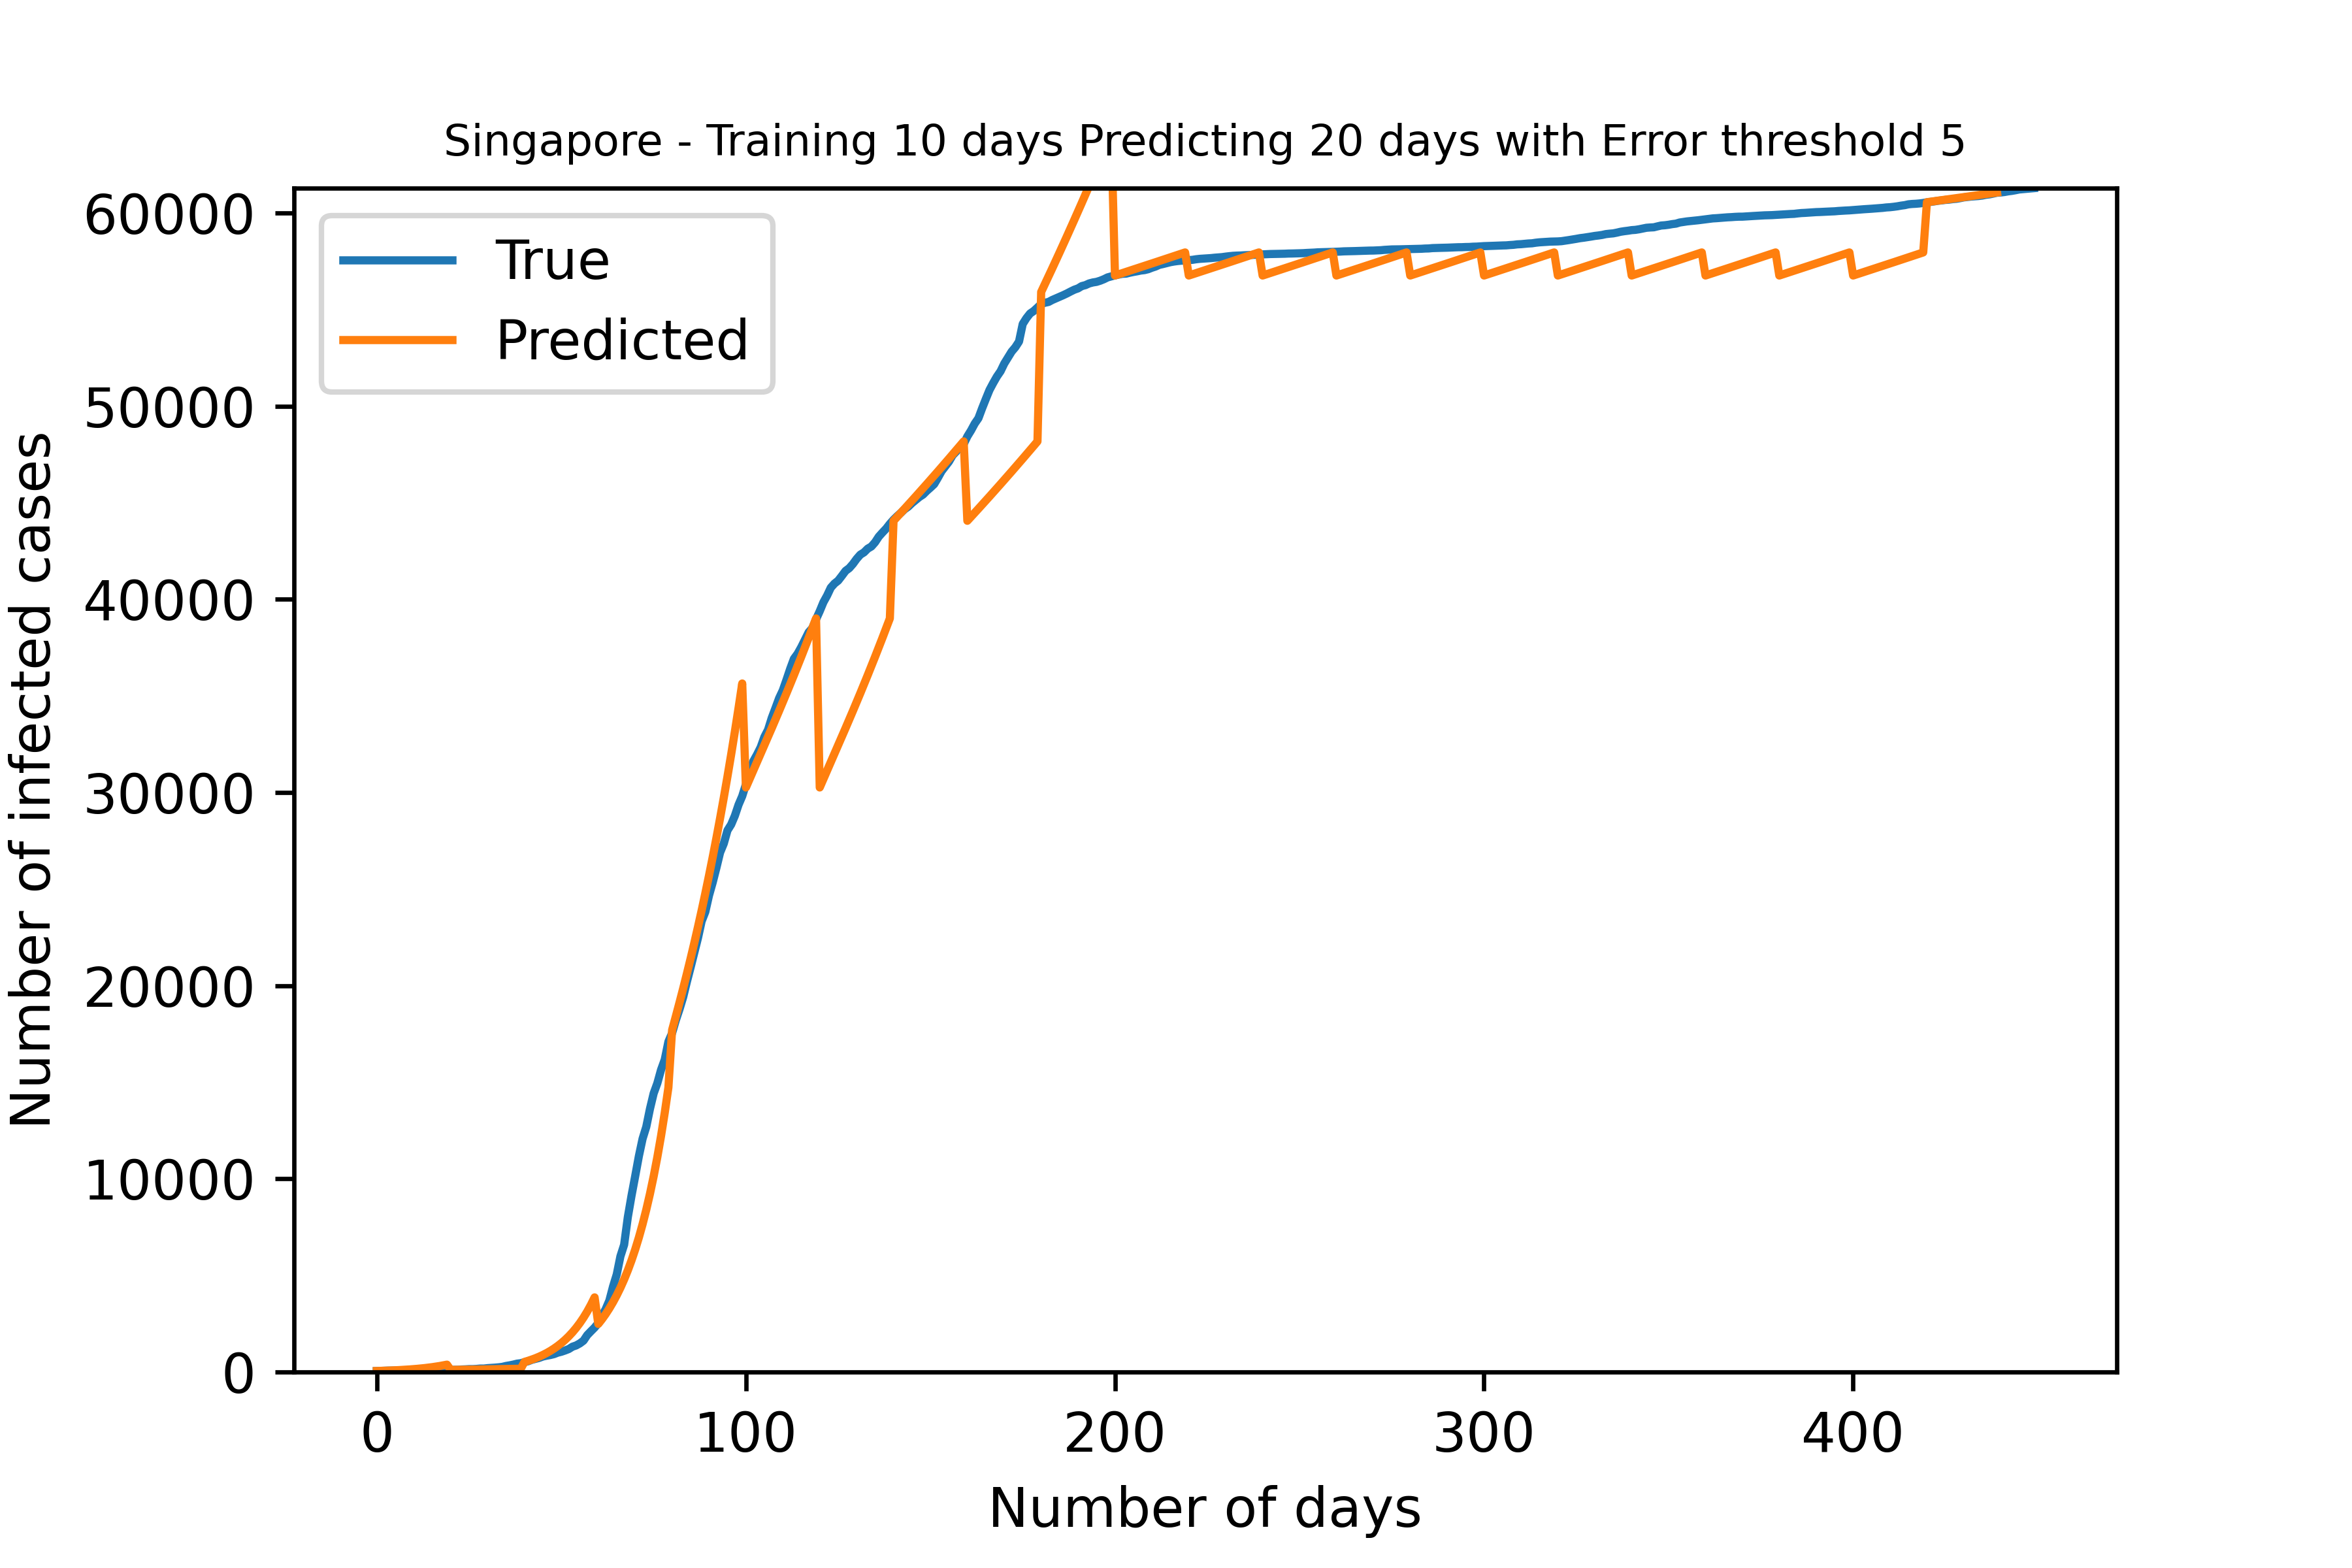 Singapore - Training 10 days Predicting 20 days with Error threshold 5
True
Predicted
60000
50000
40000
30000
20000
10000
0
Number of infected cases
0
100
200
300
400
Number of days